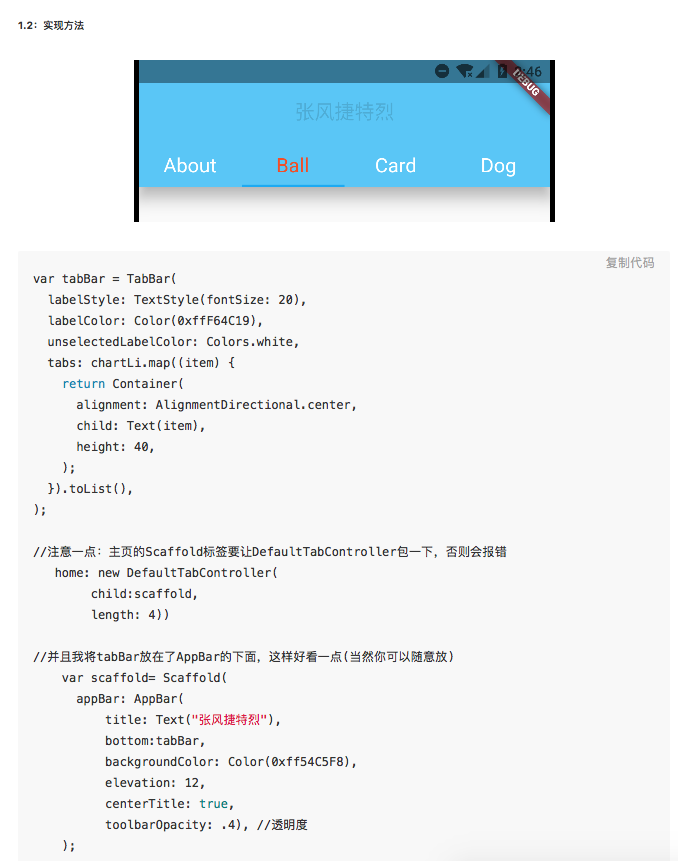 1.2：实现方法
9:46
DEBUG
张风捷特烈
About Ball Card Dog
复制代码
var tabBar = TabBar(
  labelStyle: TextStyle(fontSize: 20),
  labelColor: Color(0xffF64C19),
  unselectedLabelColor: Colors.white,
  tabs: chartLi.map((item) {
    return Container(
      alignment: AlignmentDirectional.center,
      child: Text(item),
      height: 40,
    );
  }).toList(),
);
//注意一点：主页的Scaffold标签要让DefaultTabController包一下，否则会报错
   home: new DefaultTabController(
        child:scaffold,
        length: 4))
//并且我将tabBar放在了AppBar的下面，这样好看一点(当然你可以随意放)
    var scaffold= Scaffold(
      appBar: AppBar(
          title: Text("张风捷特烈"),
          bottom:tabBar,
          backgroundColor: Color(0xff54C5F8),
          elevation: 12,
          centerTitle: true,
          toolbarOpacity: .4), //透明度
    );